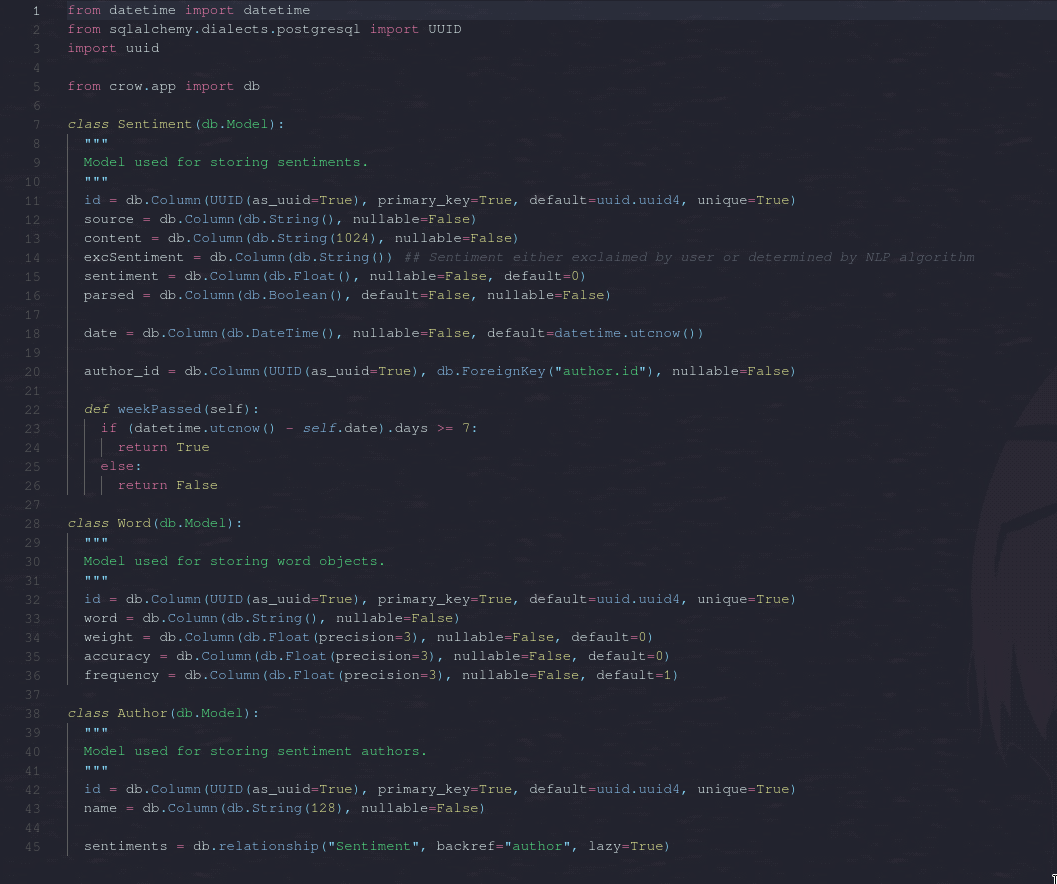 1 from datetime import datetime
2 from sqlalchemy.dialects.postgresql import UUID
3 import uuid
4
5 from crow.app import db
6
7 class Sentiment(db.Model):
8   """
9   Model used for storing sentiments.
10   """
11   id = db.Column(UUID(as_uuid=True), primary_key=True, default=uuid.uuid4, unique=True)
12   source = db.Column(db.String(), nullable=False)
13   content = db.Column(db.String(1024), nullable=False)
14   excSentiment = db.Column(db.String()) ## Sentiment either exclaimed by user or determined by NLP algorithm
15   sentiment = db.Column(db.Float(), nullable=False, default=0)
16   parsed = db.Column(db.Boolean(), default=False, nullable=False)
17
18   date = db.Column(db.DateTime(), nullable=False, default=datetime.utcnow())
19
20   author_id = db.Column(UUID(as_uuid=True), db.ForeignKey("author.id"), nullable=False)
21
22   def weekPassed(self):
23     if (datetime.utcnow() - self.date).days >= 7:
24       return True
25     else:
26       return False
27
28 class Word(db.Model):
29   """
30   Model used for storing word objects.
31   """
32   id = db.Column(UUID(as_uuid=True), primary_key=True, default=uuid.uuid4, unique=True)
33   word = db.Column(db.String(), nullable=False)
34   weight = db.Column(db.Float(precision=3), nullable=False, default=0)
35   accuracy = db.Column(db.Float(precision=3), nullable=False, default=0)
36   frequency = db.Column(db.Float(precision=3), nullable=False, default=1)
37
38 class Author(db.Model):
39   """
40   Model used for storing sentiment authors.
41   """
42   id = db.Column(UUID(as_uuid=True), primary_key=True, default=uuid.uuid4, unique=True)
43   name = db.Column(db.String(128), nullable=False)
44
45   sentiments = db.relationship("Sentiment", backref="author", lazy=True)